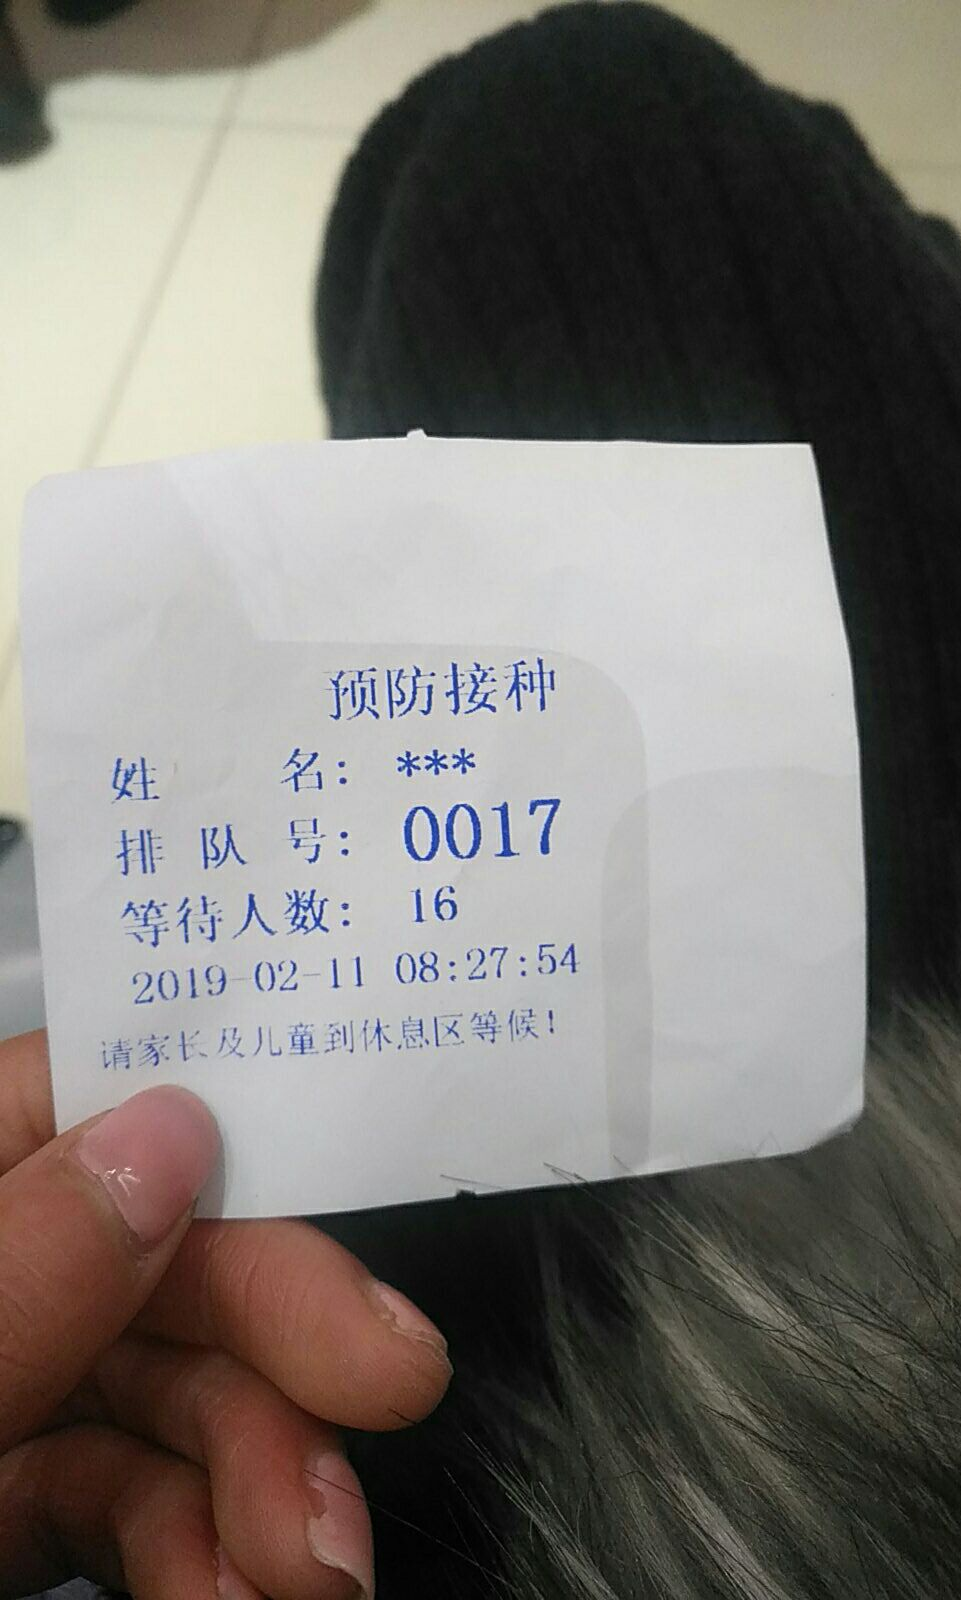 预防接种
姓 名: ***
排 队 号: 0017
等待人数: 16
2019-02-11 08:27:54
请家长及儿童到休息区等候!